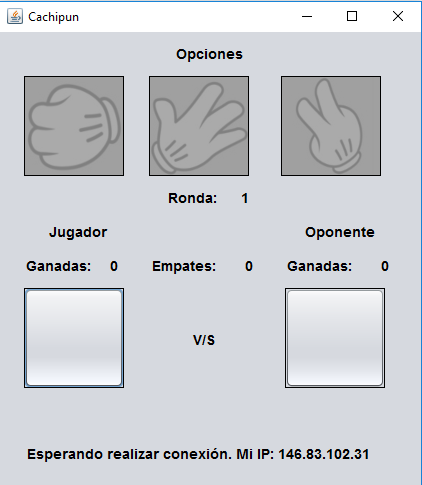 Cachipun
Opciones
Ronda: 1
Jugador Oponente
Ganadas: 0 Empates: 0 Ganadas: 0
V/S
Esperando realizar conexión. Mi IP: 146.83.102.31